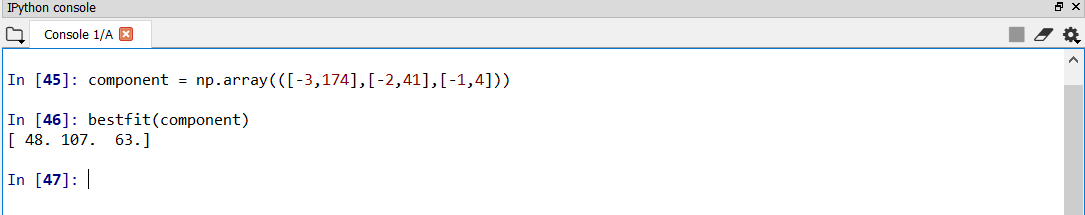 IPython console
Console 1/A
In [45]: component = np.array(([-3,174],[-2,41],[-1,4]))
In [46]: bestfit(component)
[ 48. 107.  63.]
In [47]: